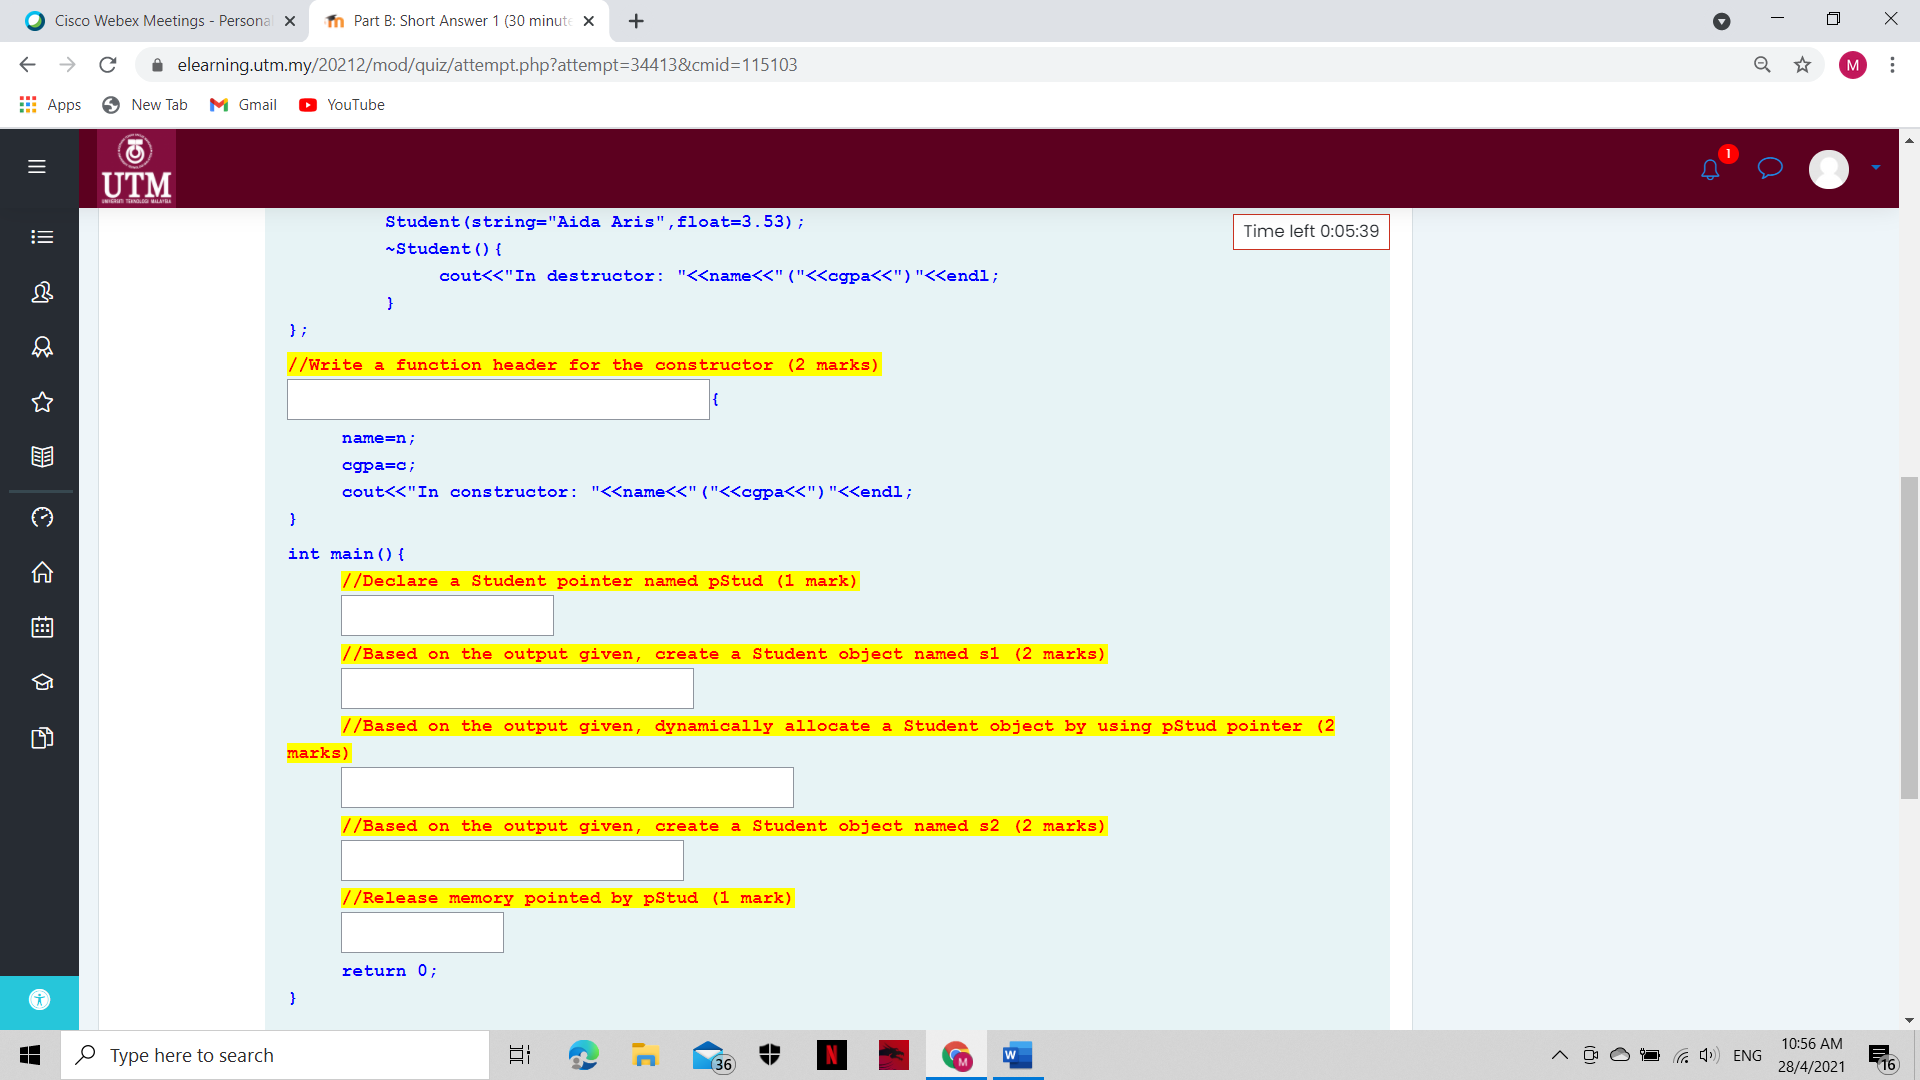 Cisco Webex Meetings - Persona
Part B: Short Answer 1 (30 minute
elearning.utm.my/20212/mod/quiz/attempt.php?attempt=34413&cmid=115103
M
Apps
New Tab
Gmail
YouTube
UTM
UNIVERSITI TEKNOLOGI MALAYSIA
1
Student(string="Aida Aris",float=3.53);
Time left 0:05:39
~Student(){
cout<<"In destructor: "<<name<<"("<<cgpa<<")"<<endl;
}
};
//Write a function header for the constructor (2 marks)
{
name=n;
cgpa=c;
cout<<"In constructor: "<<name<<"("<<cgpa<<")"<<endl;
}
int main(){
//Declare a Student pointer named pStud (1 mark)
//Based on the output given, create a Student object named s1 (2 marks)
//Based on the output given, dynamically allocate a Student object by using pStud pointer (2
marks)
//Based on the output given, create a Student object named s2 (2 marks)
//Release memory pointed by pStud (1 mark)
return 0;
}
Type here to search
36
N
M
W
ENG
10:56 AM
28/4/2021
16